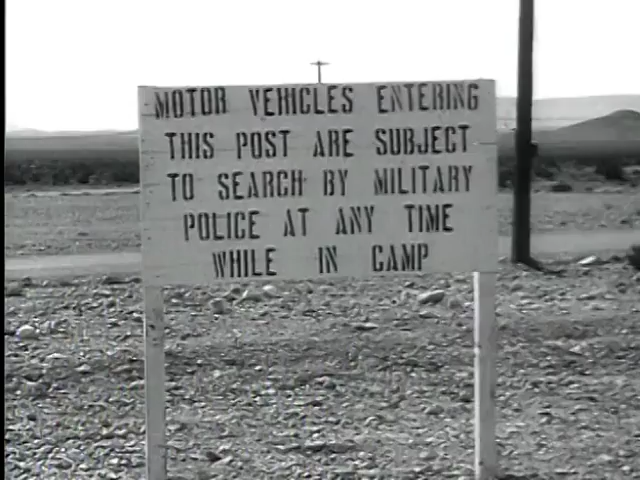 MOTOR VEHICLES ENTERING
THIS POST ARE SUBJECT
TO SEARCH BY MILITARY
POLICE AT ANY TIME
WHILE IN CAMP